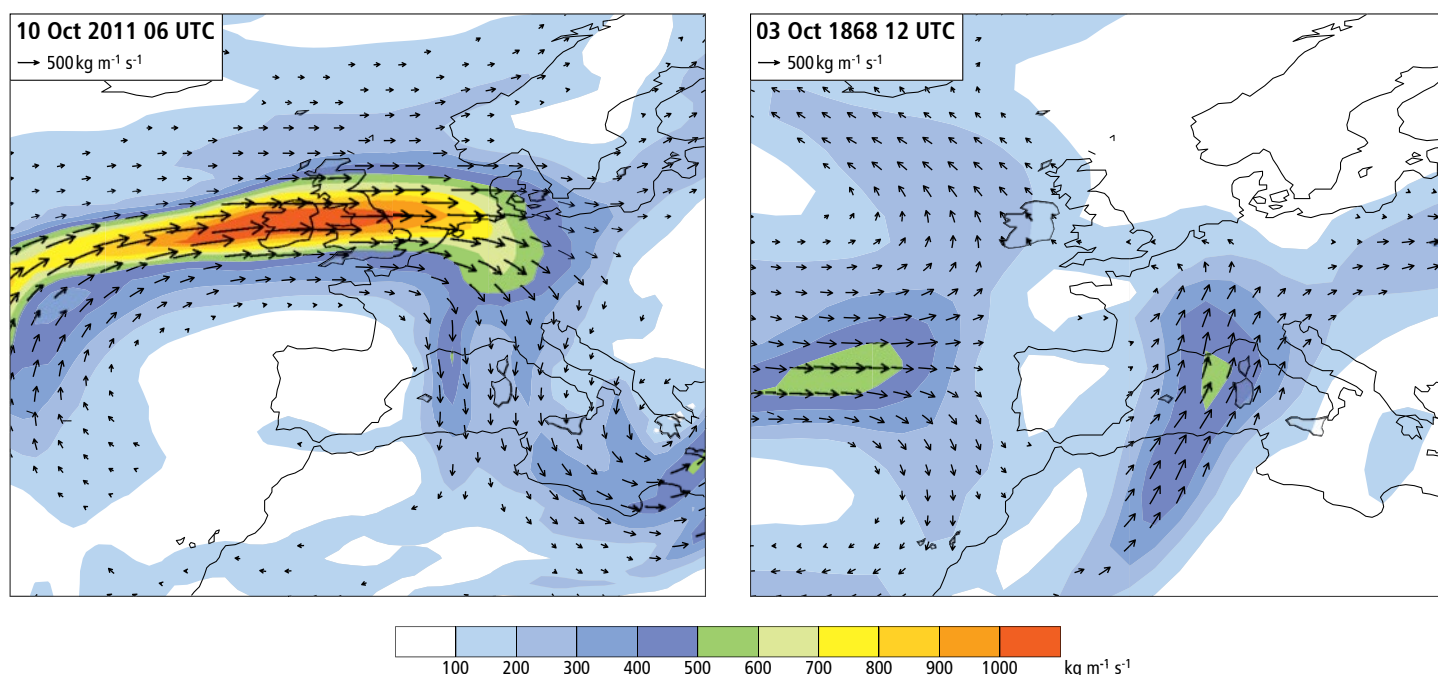 10 Oct 2011 06 UTC
500 kg m⁻¹ s⁻¹
03 Oct 1868 12 UTC
500 kg m⁻¹ s⁻¹
100 200 300 400 500 600 700 800 900 1000 kg m⁻¹ s⁻¹